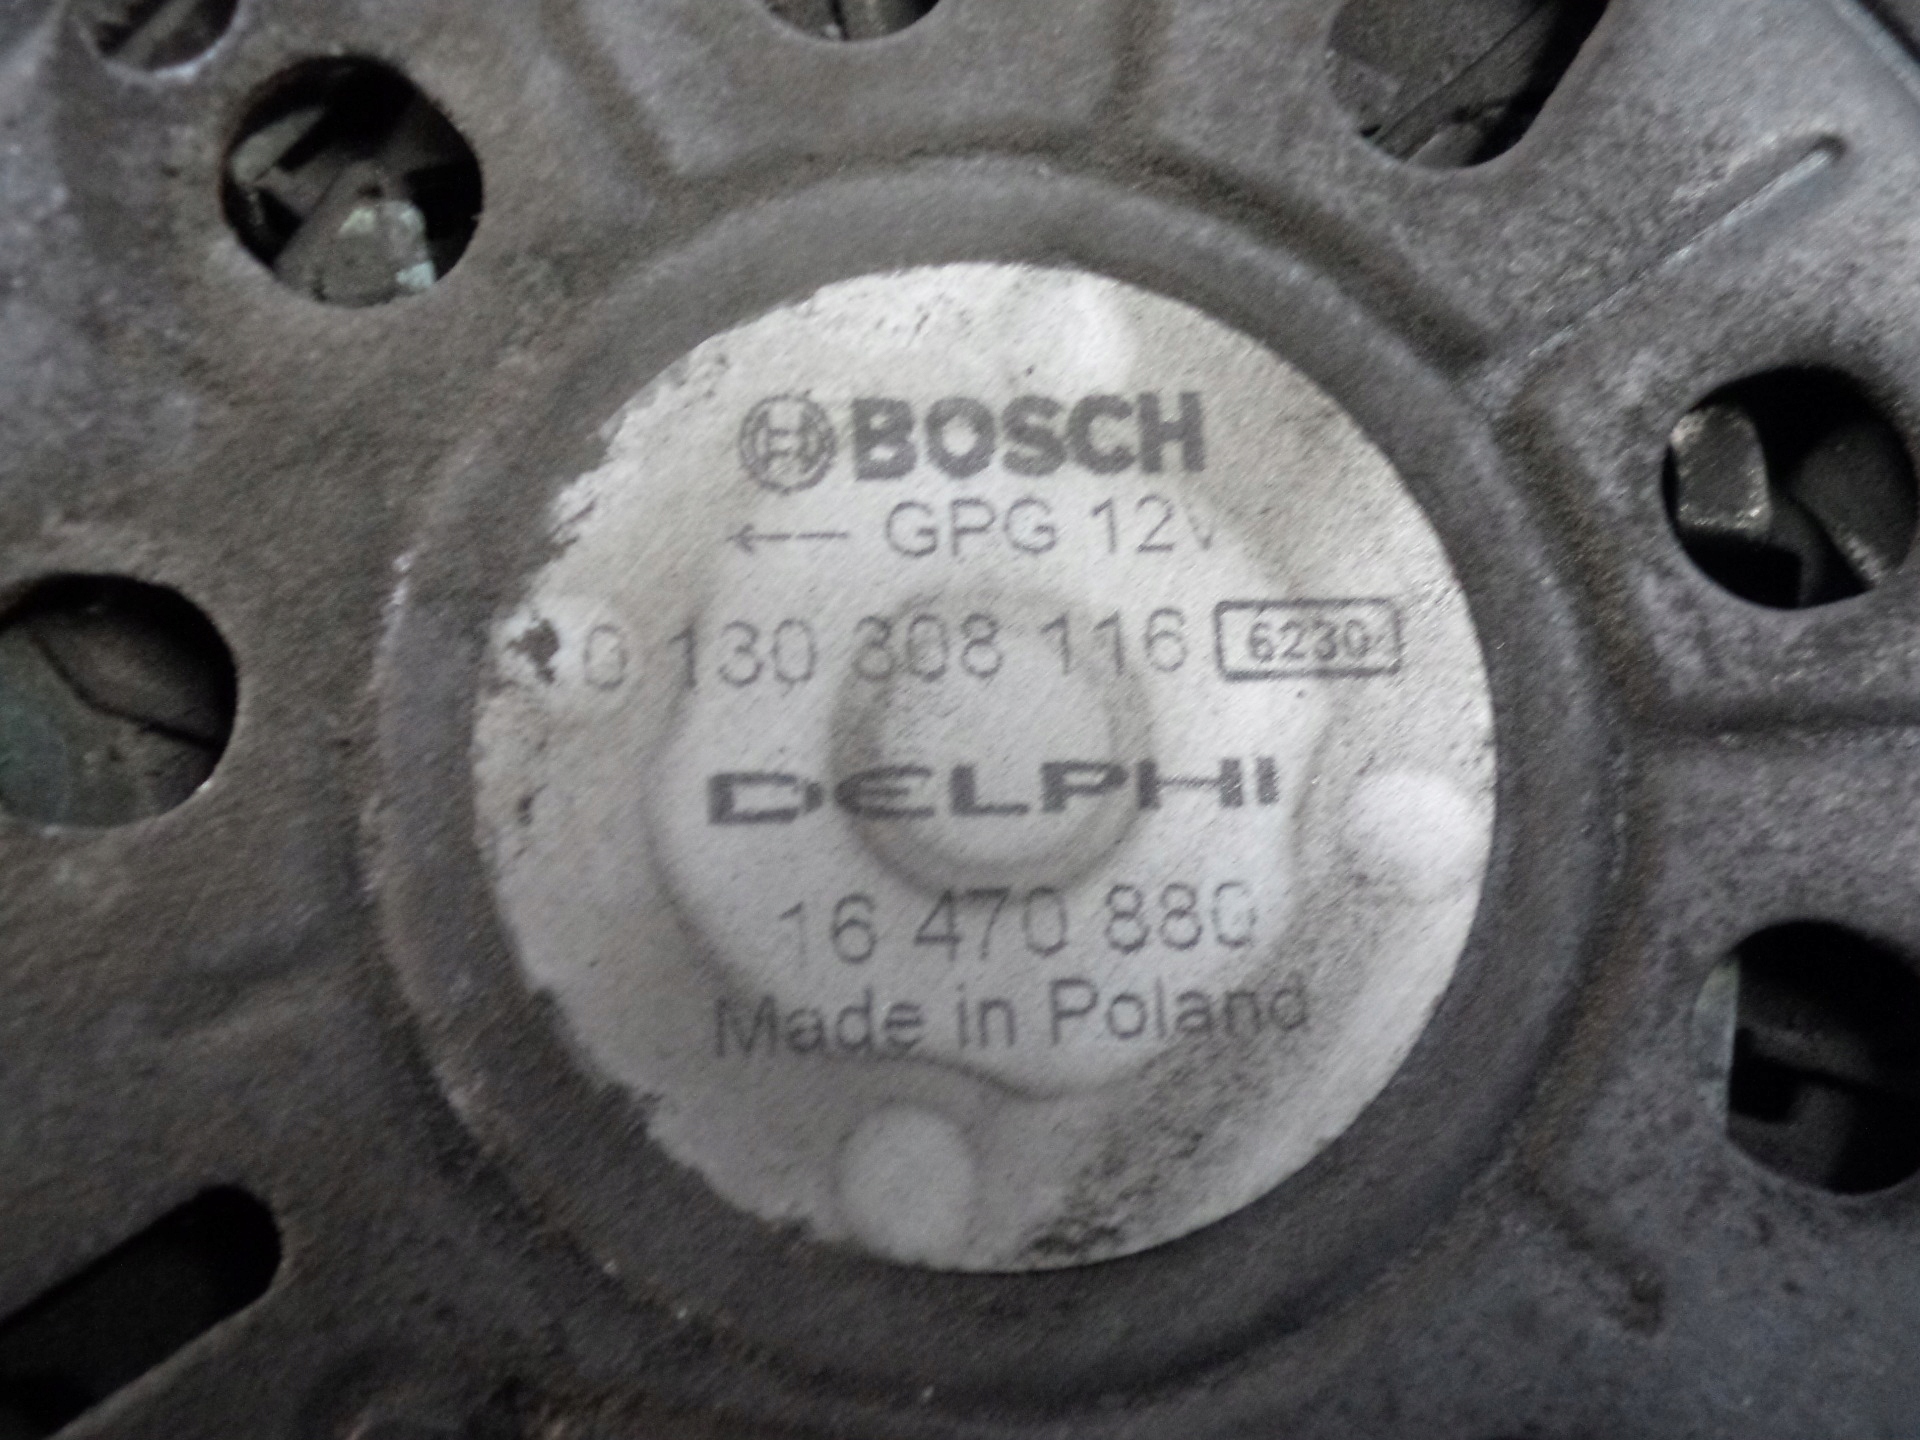 BOSCH
← GPG 12V
0 130 308 116 6230
DELPHI
16 470 880
Made in Poland